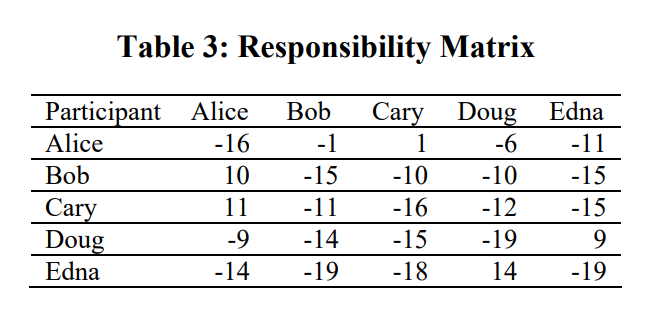 Table 3: Responsibility Matrix
Participant Alice Bob Cary Doug Edna
Alice -16 -1 1 -6 -11
Bob 10 -15 -10 -10 -15
Cary 11 -11 -16 -12 -15
Doug -9 -14 -15 -19 9
Edna -14 -19 -18 14 -19